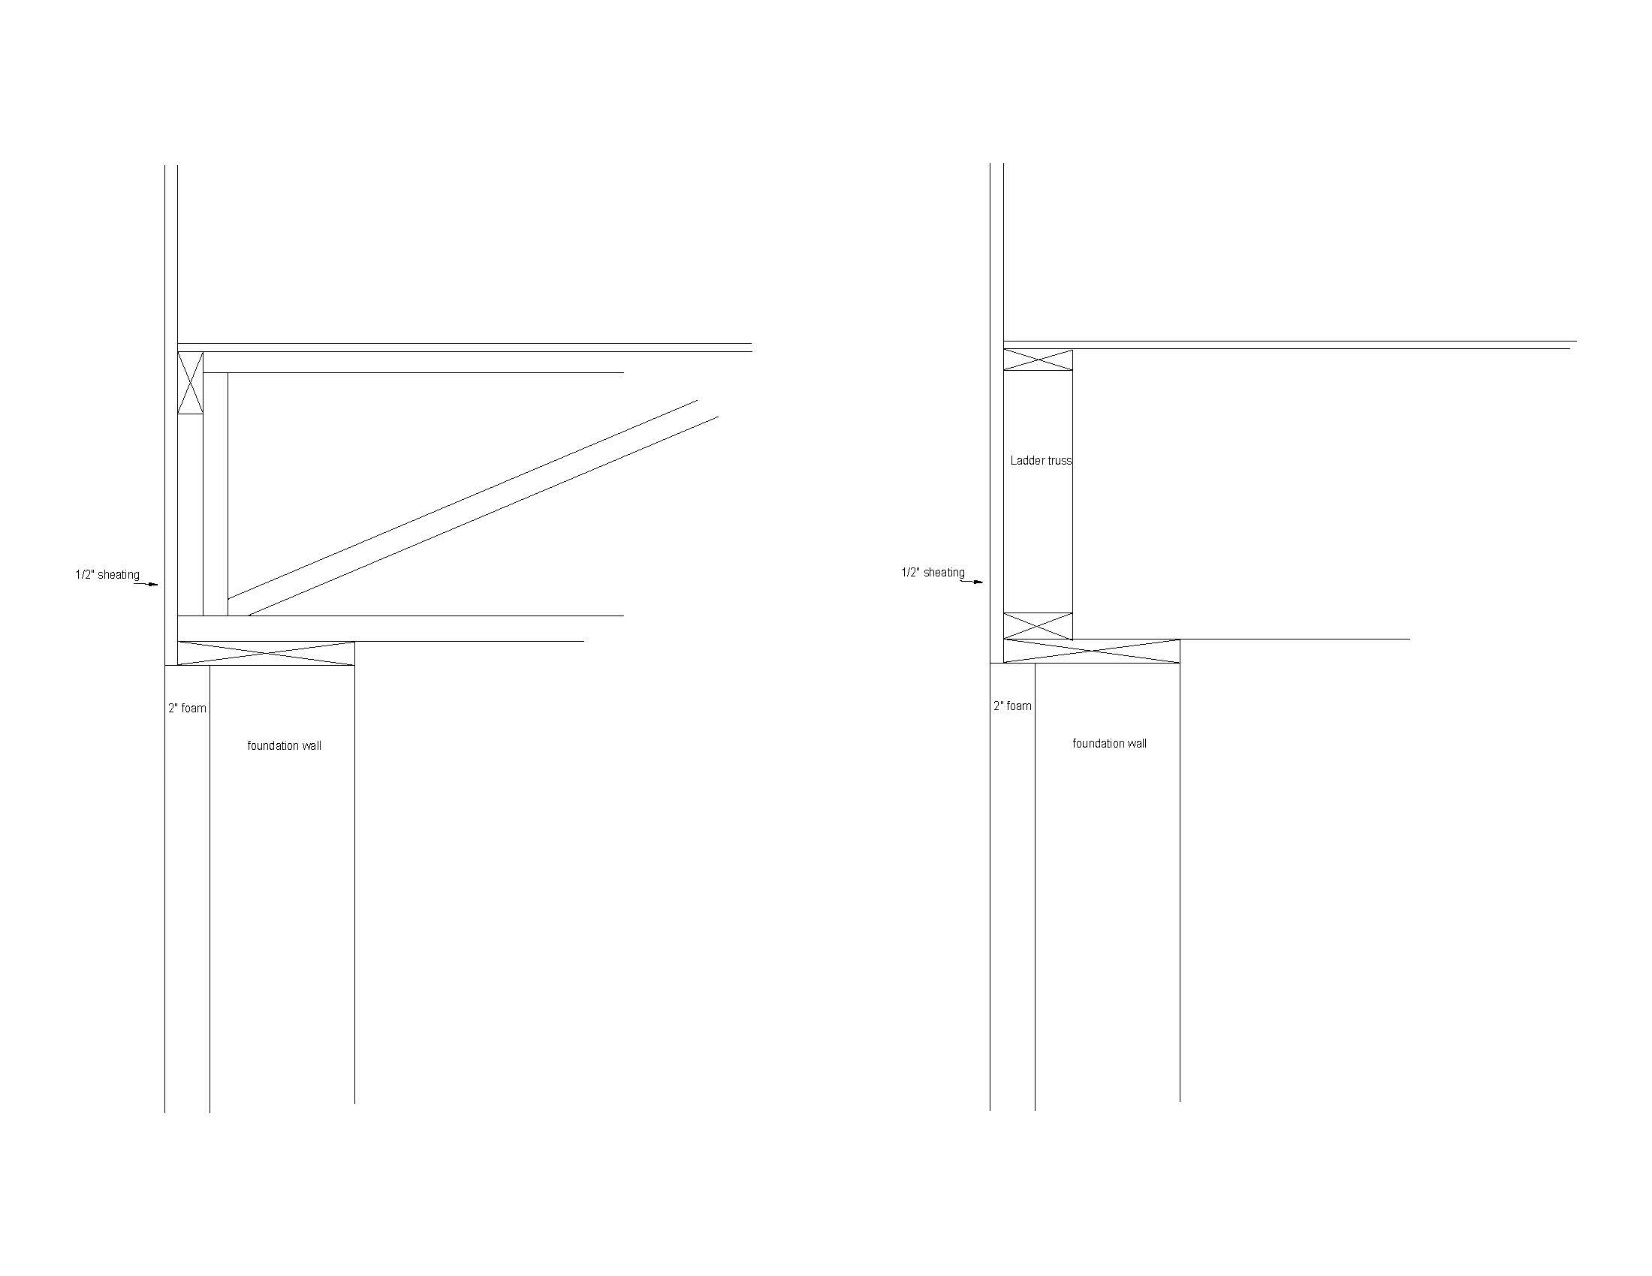 Ladder truss
1/2" sheating
1/2" sheating
2" foam
2" foam
foundation wall
foundation wall